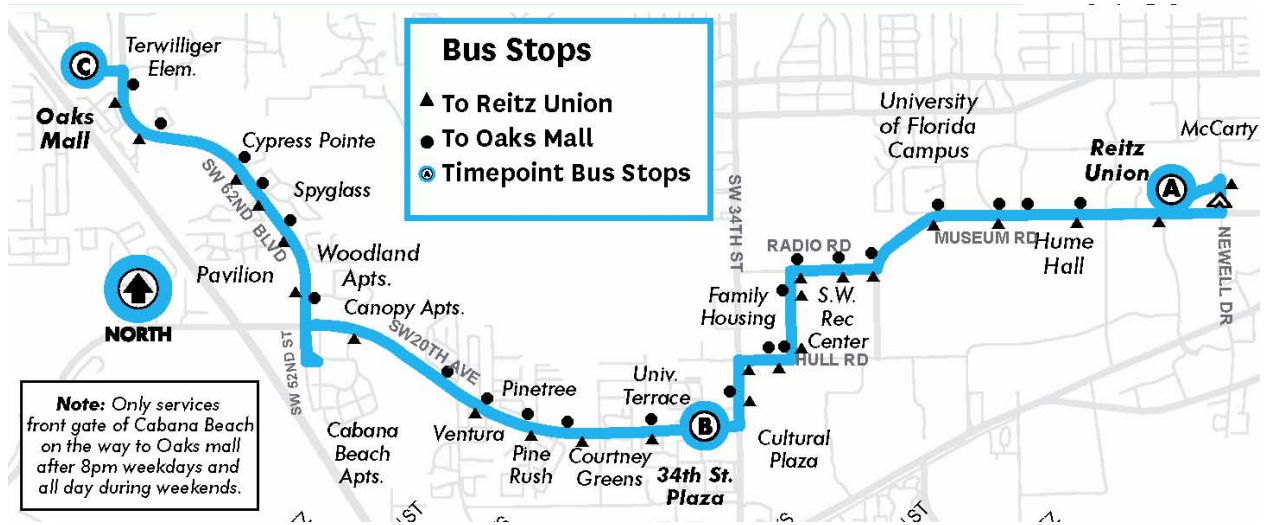 Bus Stops
To Reitz Union
To Oaks Mall
A Timepoint Bus Stops
C
Terwilliger
Elem.
Oaks
Mall
Cypress Pointe
Spyglass
SW 62ND BLVD
Woodland
Apts.
Pavilion
Canopy Apts.
NORTH
SW 62ND ST
SW20TH AVE
Note: Only services
front gate of Cabana Beach
on the way to Oaks mall
after 8pm weekdays and
all day during weekends.
Cabana
Beach
Apts.
Ventura
Pinetree
Pine
Rush
Courtney
Greens
Univ.
Terrace
B
34th St.
Plaza
Cultural
Plaza
SW 34TH ST
Family
Housing
RADIO RD
S.W.
Rec
Center
HULL RD
University
of Florida
Campus
MUSEUM RD
Hume
Hall
Reitz
Union
A
McCarty
NEWELL DR
ST
ST